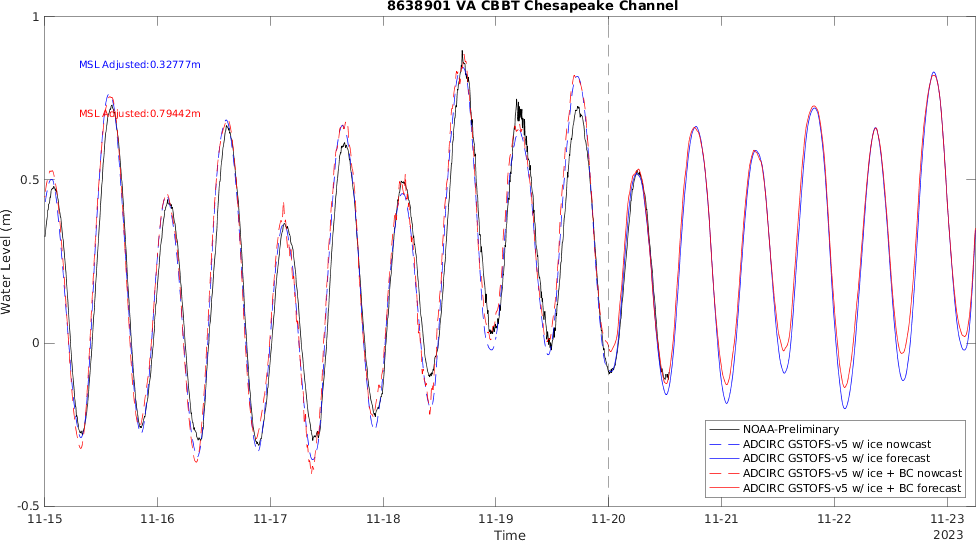 8638901 VA CBBT Chesapeake Channel
1
MSL Adjusted:0.32777m
MSL Adjusted:0.79442m
0.5
Water Level (m)
0
-0.5
NOAA-Preliminary
ADCIRC GSTOFS-v5 w/ ice nowcast
ADCIRC GSTOFS-v5 w/ ice forecast
ADCIRC GSTOFS-v5 w/ ice + BC nowcast
ADCIRC GSTOFS-v5 w/ ice + BC forecast
11-15 11-16 11-17 11-18 11-19 11-20 11-21 11-22 11-23
Time
2023